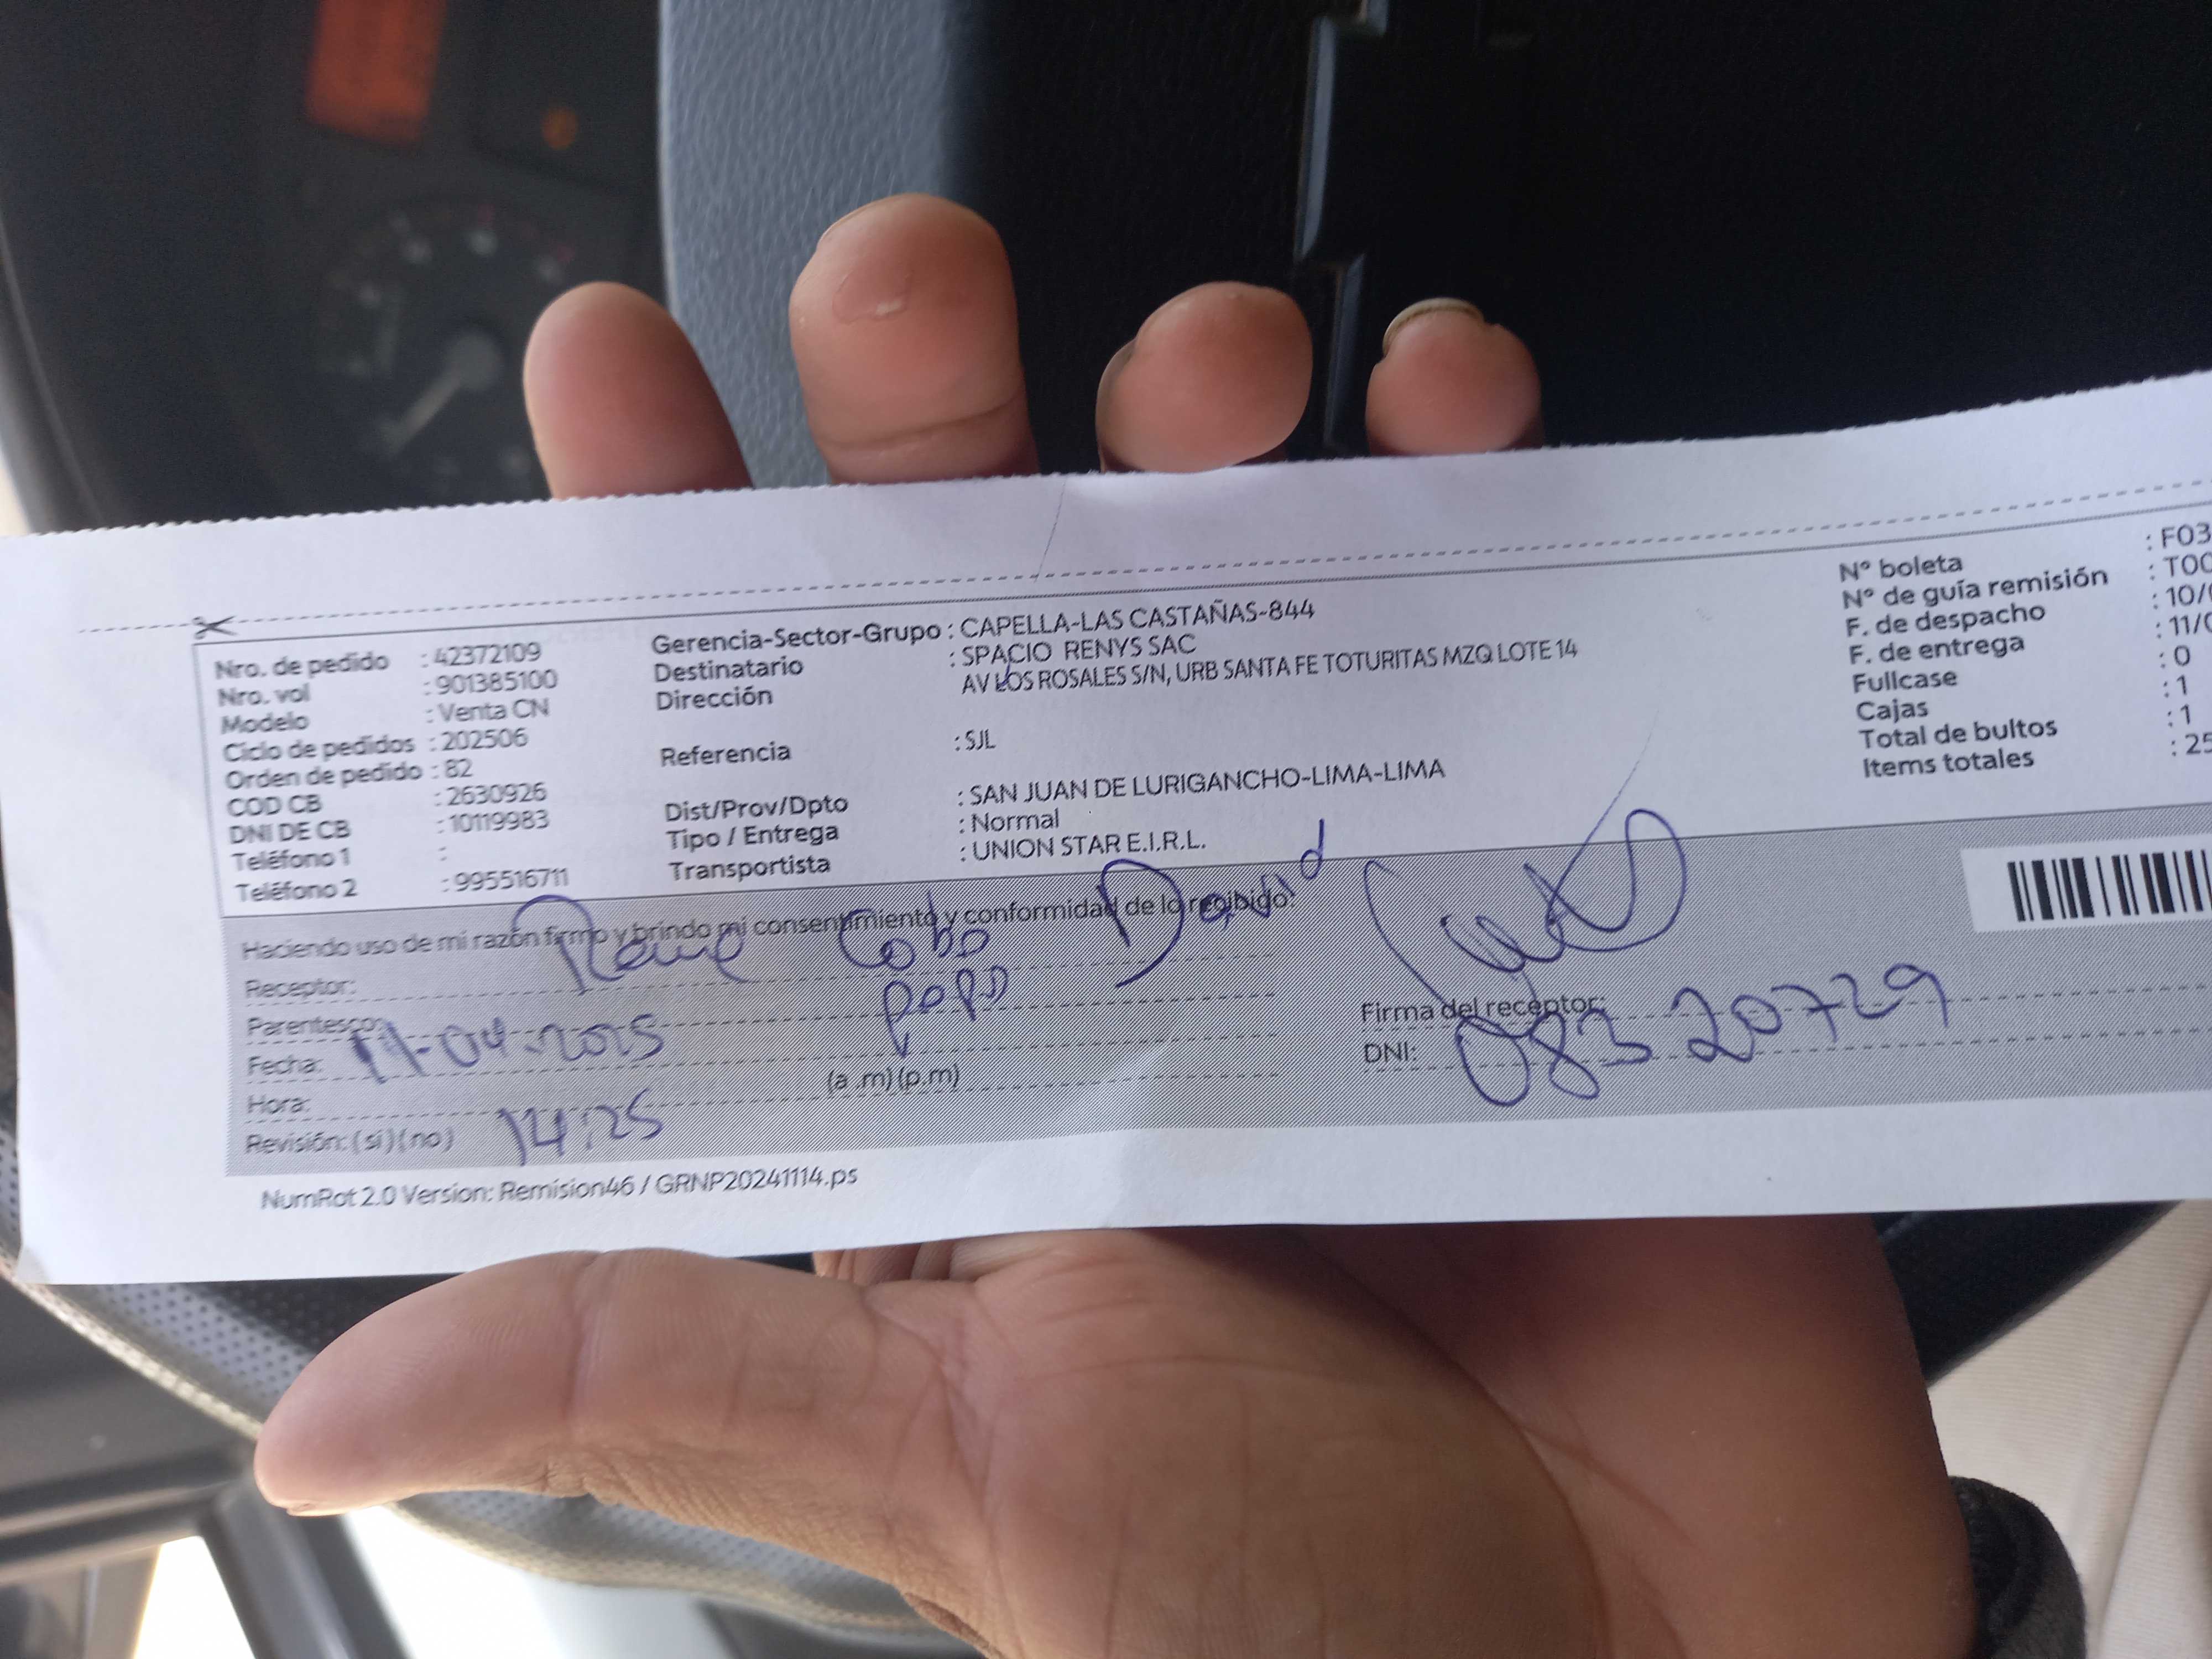 Nro. de pedido : 42372109
Nro. vol : 901385100
Modelo : Venta CN
Ciclo de pedidos : 202506
Orden de pedido : 82
COD CB : 2630926
DNI DE CB : 10119983
Teléfono 1 :
Teléfono 2 : 995516711
Gerencia-Sector-Grupo : CAPELLA-LAS CASTAÑAS-844
Destinatario : SPACIO RENYS SAC
Dirección AV LOS ROSALES S/N, URB SANTA FE TOTURITAS MZQ LOTE 14
Referencia : SJL
Dist/Prov/Dpto : SAN JUAN DE LURIGANCHO-LIMA-LIMA
Tipo / Entrega : Normal
Transportista : UNION STAR E.I.R.L.
N° boleta : F03
N° de guía remisión : T00
F. de despacho : 10/
F. de entrega : 11/
Fullcase : 0
Cajas : 1
Total de bultos : 1
Items totales : 25
Haciendo uso de mi razón firmo y brindo mi consentimiento y conformidad de lo recibido:
Receptor: Cobo David
Parentesco: papa
Fecha: 11-04-2025
Hora: (a .m) (p.m)
14:25
Revisión: (si) (no)
Firma del receptor:
DNI: 08320729
NumRot 2.0 Version: Remision46 / GRNP20241114.ps